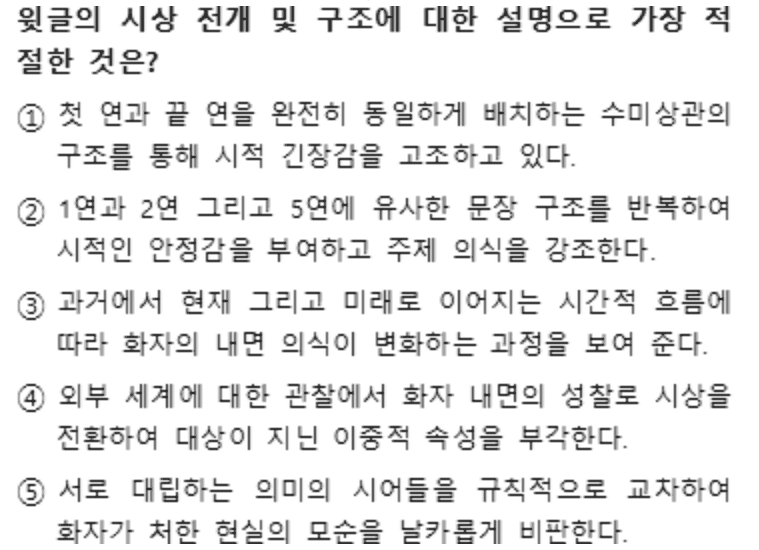 윗글의 시상 전개 및 구조에 대한 설명으로 가장 적
절한 것은?
① 첫 연과 끝 연을 완전히 동일하게 배치하는 수미상관의
구조를 통해 시적 긴장감을 고조하고 있다.
② 1연과 2연 그리고 5연에 유사한 문장 구조를 반복하여
시적인 안정감을 부여하고 주제 의식을 강조한다.
③ 과거에서 현재 그리고 미래로 이어지는 시간적 흐름에
따라 화자의 내면 의식이 변화하는 과정을 보여 준다.
④ 외부 세계에 대한 관찰에서 화자 내면의 성찰로 시상을
전환하여 대상이 지닌 이중적 속성을 부각한다.
⑤ 서로 대립하는 의미의 시어들을 규칙적으로 교차하여
화자가 처한 현실의 모순을 날카롭게 비판한다.